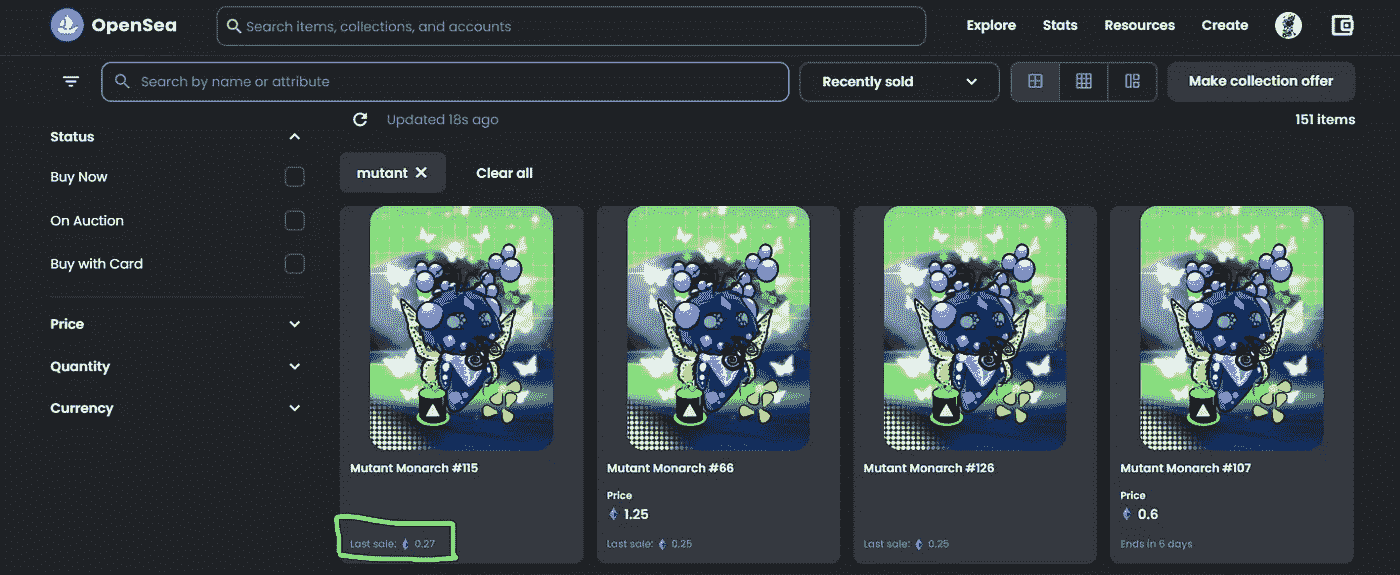 OpenSea
Search items, collections, and accounts
Explore
Stats
Resources
Create
Search by name or attribute
Recently sold
Make collection offer
Updated 18s ago
151 items
Status
Buy Now
On Auction
Buy with Card
Price
Quantity
Currency
mutant ✕
Clear all
Mutant Monarch #115
Last sale: 0.27
Mutant Monarch #66
Price
1.25
Last sale: 0.25
Mutant Monarch #126
Last sale: 0.25
Mutant Monarch #107
Price
0.6
Ends in 6 days